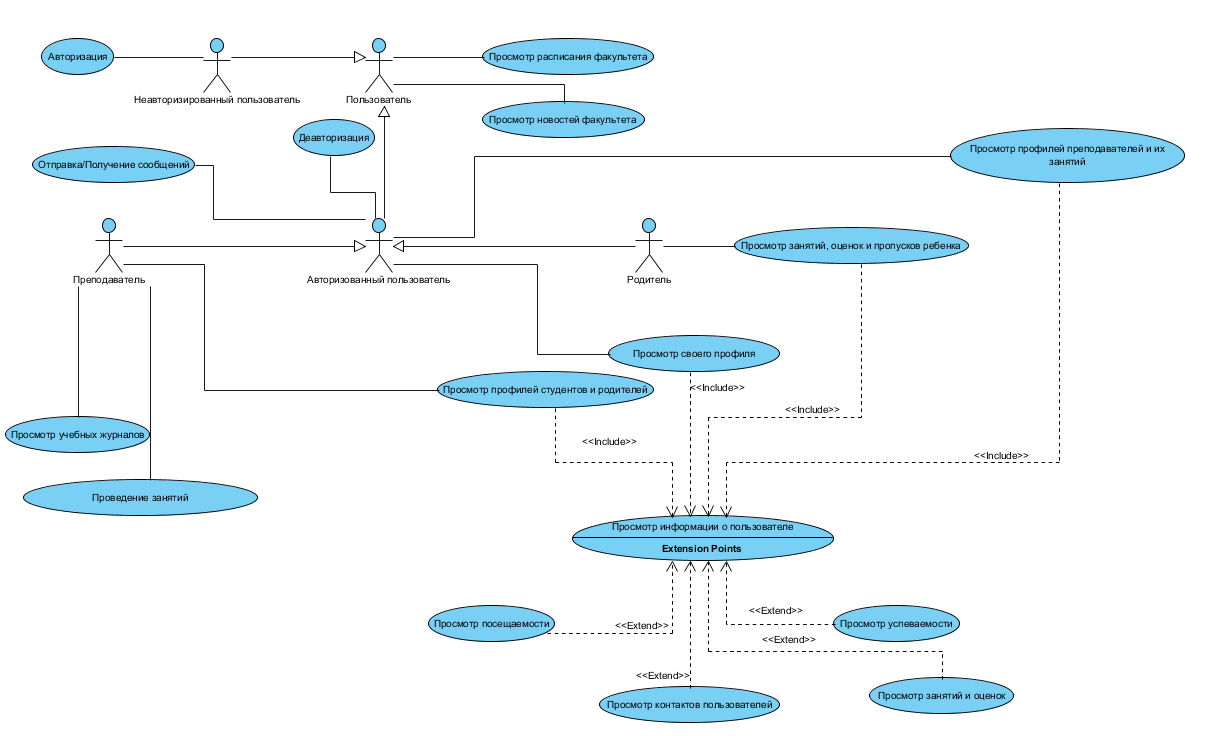 Авторизация
Неавторизированный пользователь
Пользователь
Просмотр расписания факультета
Просмотр новостей факультета
Деавторизация
Отправка/Получение сообщений
Просмотр профилей преподавателей и их
занятий
Преподаватель
Авторизованный пользователь
Родитель
Просмотр занятий, оценок и пропусков ребенка
Просмотр своего профиля
Просмотр профилей студентов и родителей
<<Include>>
<<Include>>
<<Include>>
<<Include>>
Просмотр учебных журналов
Проведение занятий
Просмотр информации о пользователе
Extension Points
Просмотр посещаемости
<<Extend>>
<<Extend>>
Просмотр успеваемости
<<Extend>>
<<Extend>>
Просмотр контактов пользователей
Просмотр занятий и оценок